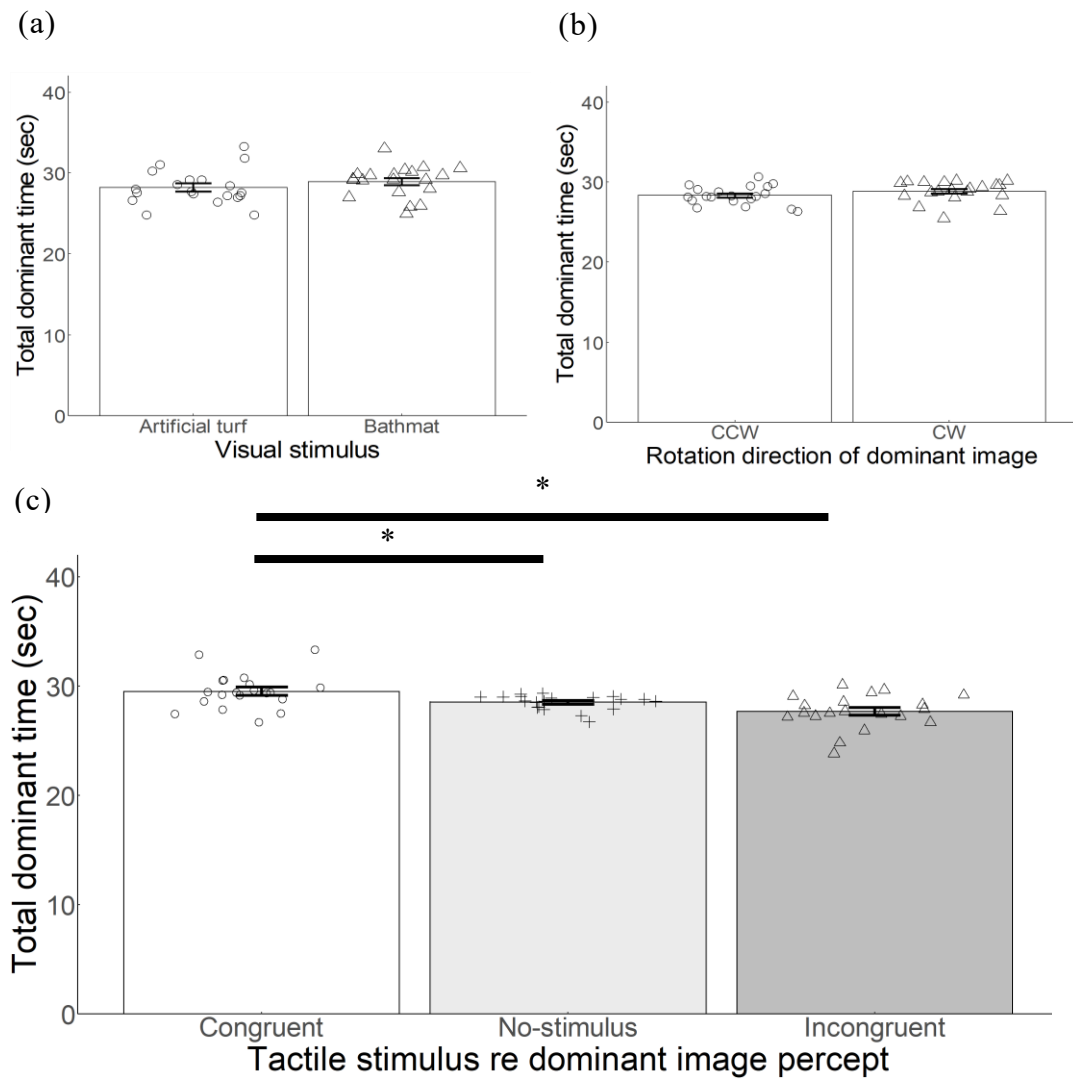 (a)
Total dominant time (sec)
40
30
20
10
0
Artificial turf Bathmat
Visual stimulus
(b)
Total dominant time (sec)
40
30
20
10
0
CCW CW
Rotation direction of dominant image
(c)
*
*
Total dominant time (sec)
40
30
20
10
0
Congruent No-stimulus Incongruent
Tactile stimulus re dominant image percept